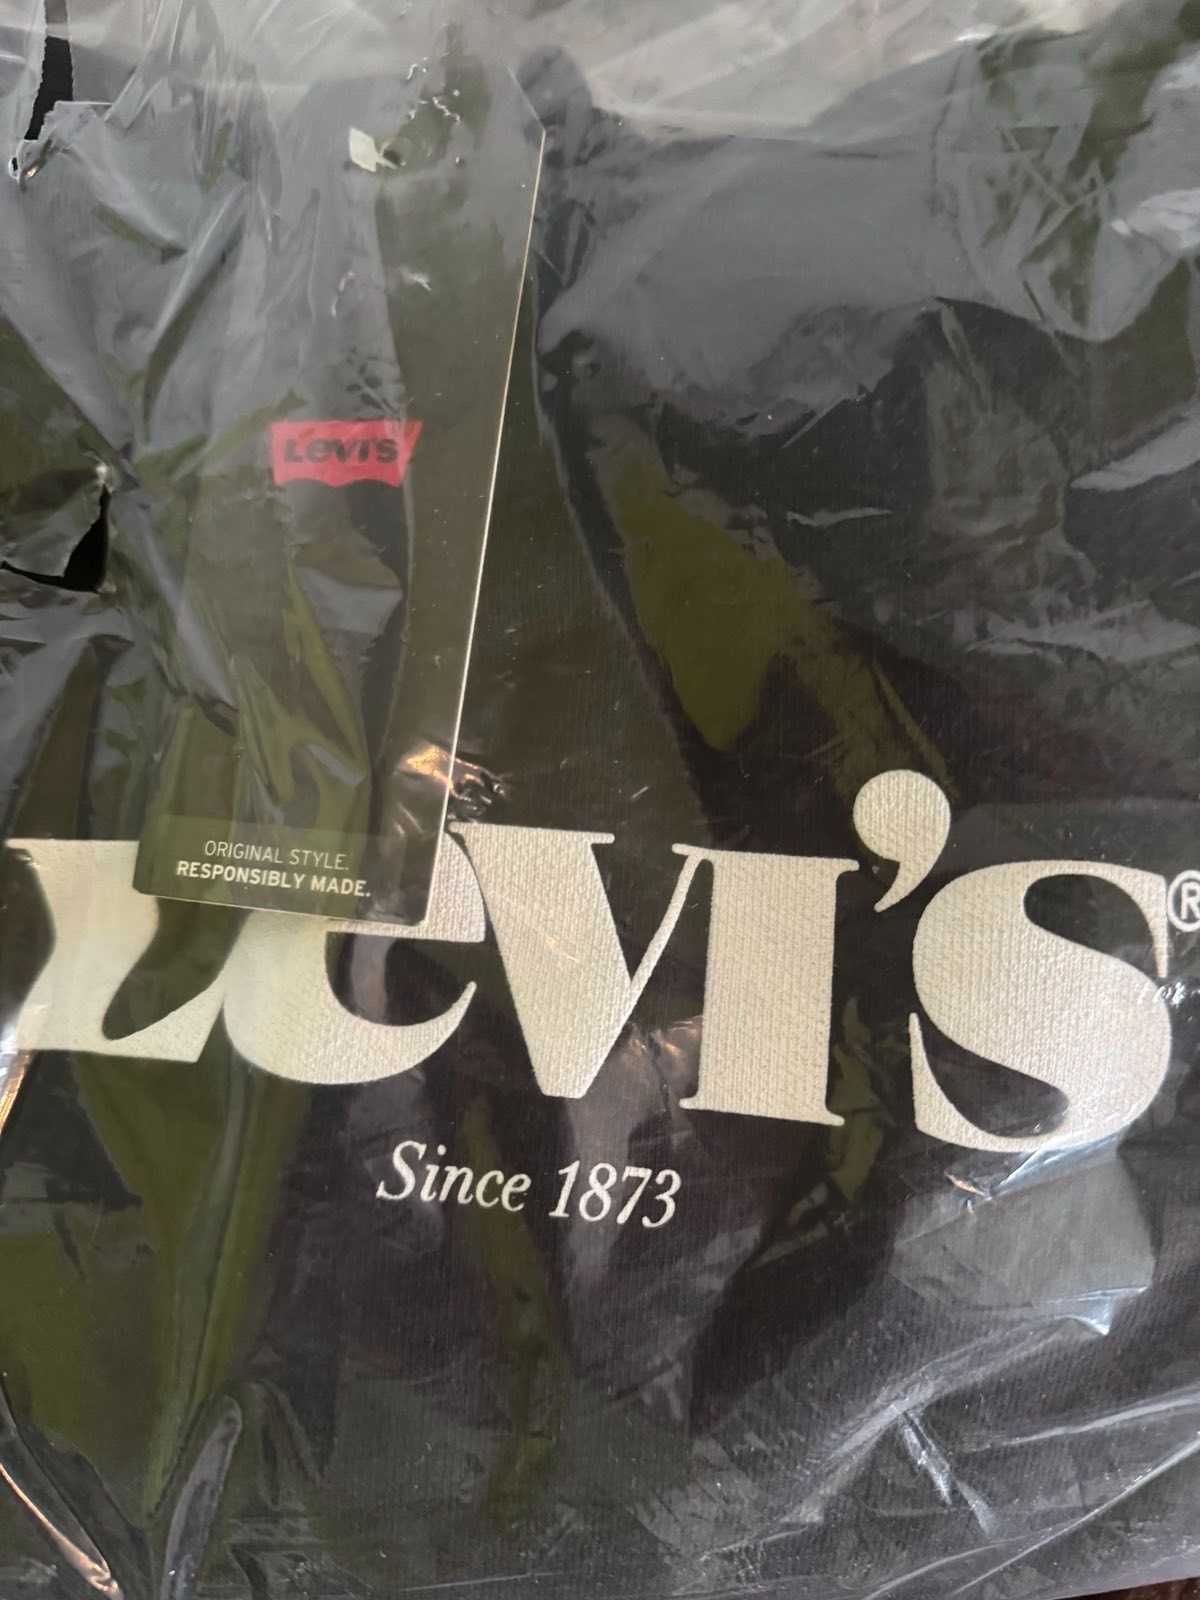 Levi's
ORIGINAL STYLE.
RESPONSIBLY MADE.
Levi's®
Since 1873